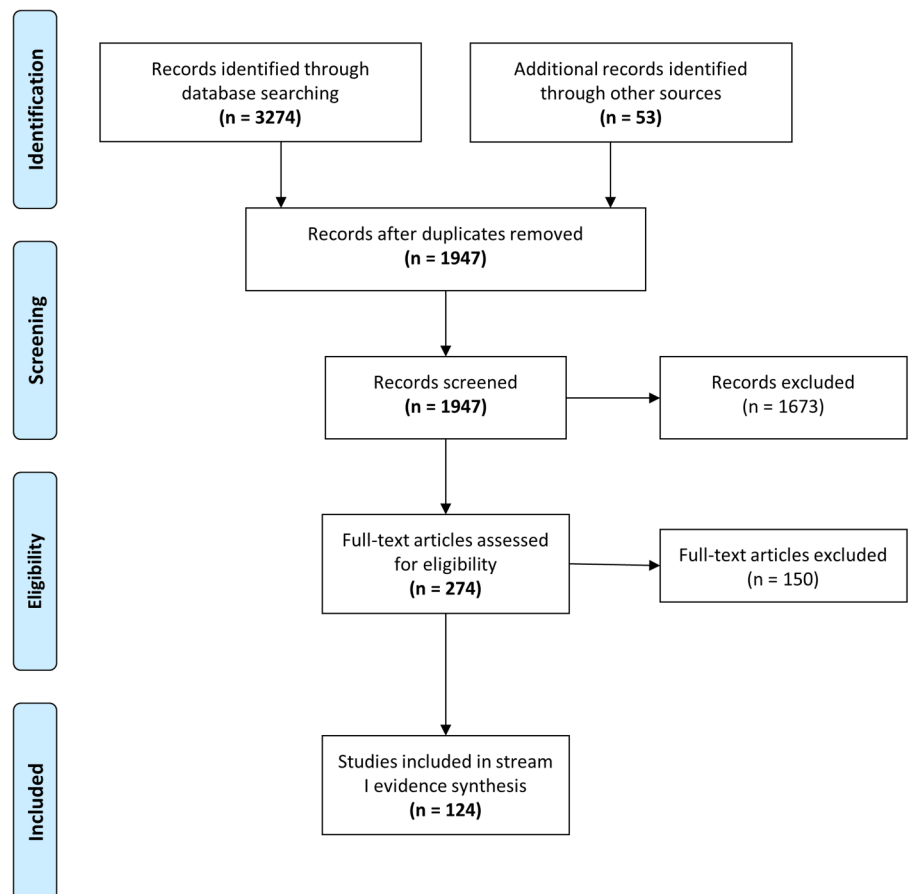 Identification
Records identified through
database searching
(n = 3274)
Additional records identified
through other sources
(n = 53)
Records after duplicates removed
(n = 1947)
Screening
Records screened
(n = 1947)
Records excluded
(n = 1673)
Eligibility
Full-text articles assessed
for eligibility
(n = 274)
Full-text articles excluded
(n = 150)
Included
Studies included in stream
I evidence synthesis
(n = 124)